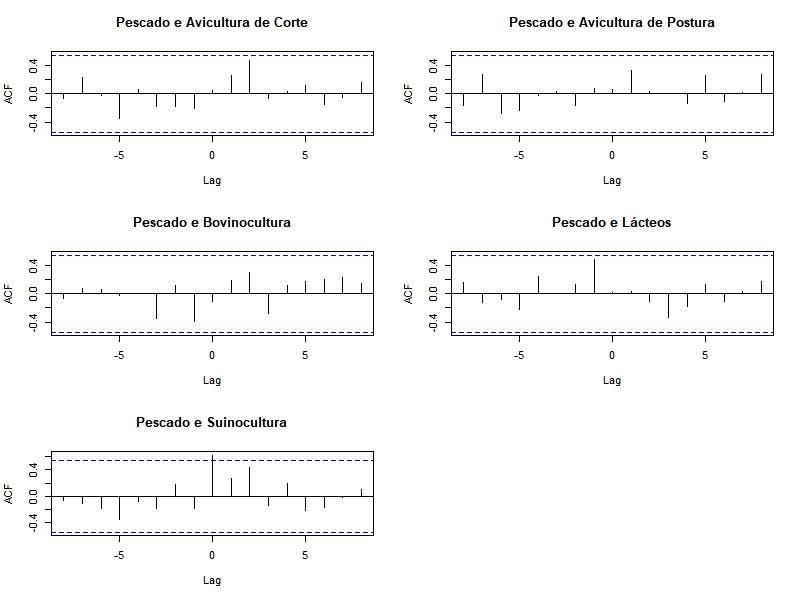 Pescado e Avicultura de Corte
ACF
-0.4 0.0 0.4
-5 0 5
Lag
Pescado e Avicultura de Postura
ACF
-0.4 0.0 0.4
-5 0 5
Lag
Pescado e Bovinocultura
ACF
-0.4 0.0 0.4
-5 0 5
Lag
Pescado e Lácteos
ACF
-0.4 0.0 0.4
-5 0 5
Lag
Pescado e Suinocultura
ACF
-0.4 0.0 0.4
-5 0 5
Lag